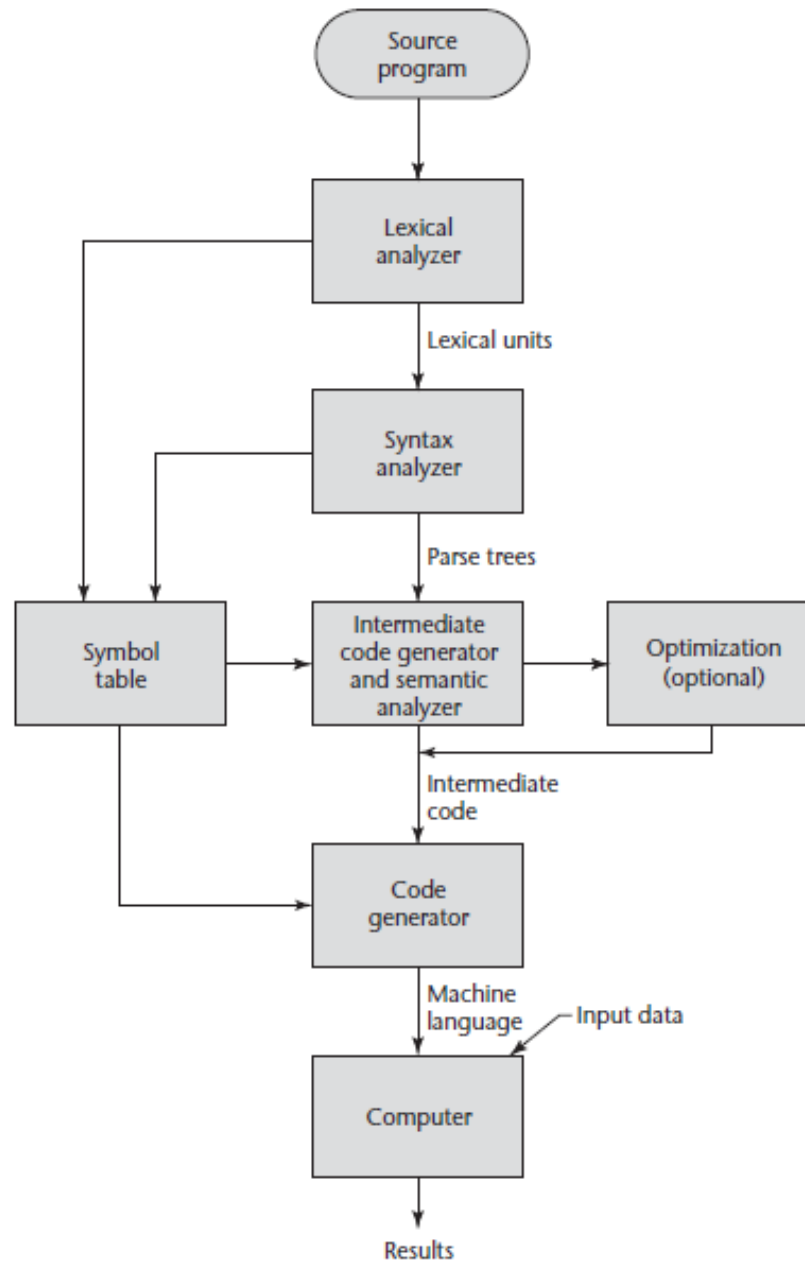 Source
program
Lexical
analyzer
Lexical units
Syntax
analyzer
Parse trees
Symbol
table
Intermediate
code generator
and semantic
analyzer
Optimization
(optional)
Intermediate
code
Code
generator
Machine
language
Input data
Computer
Results